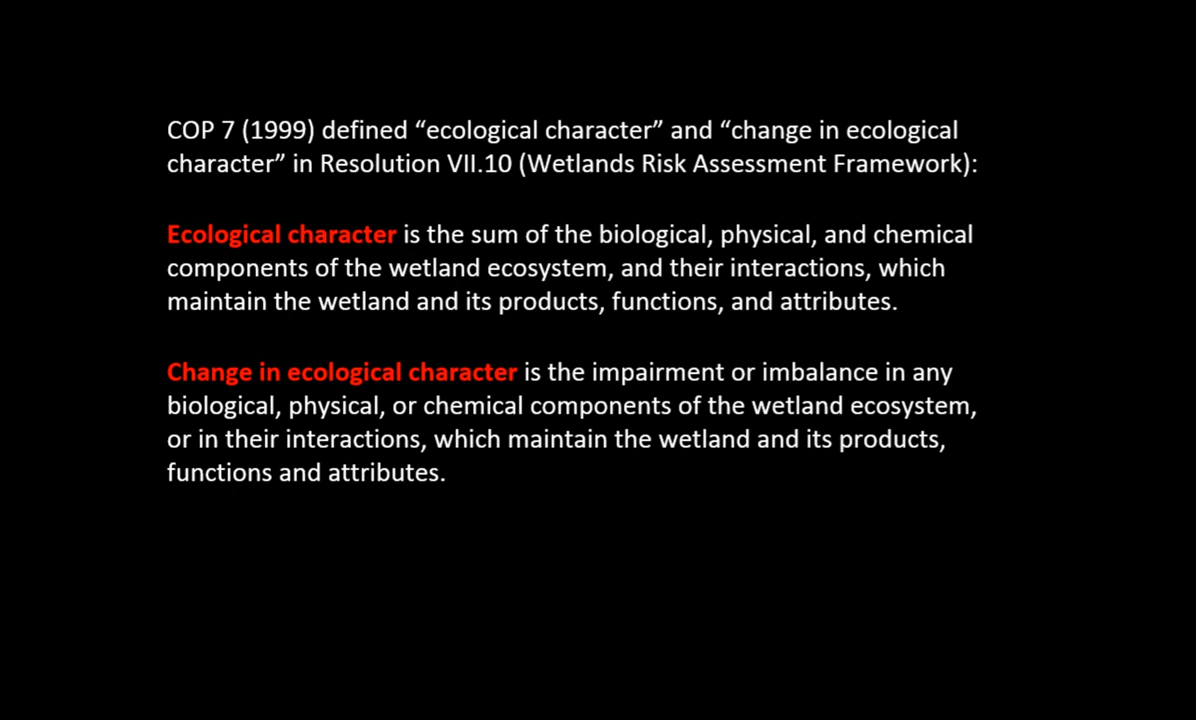 COP 7 (1999) defined “ecological character” and “change in ecological
character” in Resolution VII.10 (Wetlands Risk Assessment Framework):
Ecological character is the sum of the biological, physical, and chemical
components of the wetland ecosystem, and their interactions, which
maintain the wetland and its products, functions, and attributes.
Change in ecological character is the impairment or imbalance in any
biological, physical, or chemical components of the wetland ecosystem,
or in their interactions, which maintain the wetland and its products,
functions and attributes.